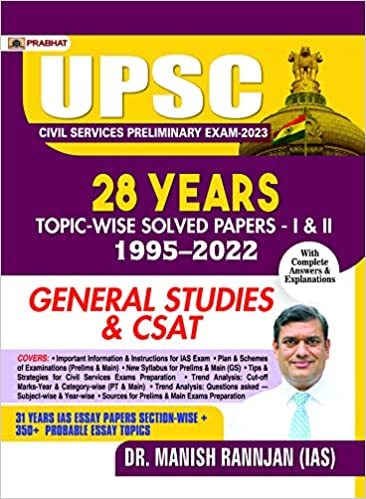 PRABHAT
UPSC
CIVIL SERVICES PRELIMINARY EXAM-2023
28 YEARS
TOPIC-WISE SOLVED PAPERS - I & II
1995–2022
With
Complete
Answers &
Explanations
GENERAL STUDIES
& CSAT
COVERS: • Important Information & Instructions for IAS Exam • Plan & Schemes
of Examinations (Prelims & Main) • New Syllabus for Prelims & Main (GS) • Tips &
Strategies for Civil Services Exams Preparation • Trend Analysis: Cut-off
Marks-Year & Category-wise (PT & Main) • Trend Analysis: Questions asked —
Subject-wise & Year-wise • Sources for Prelims & Main Exams Preparation
31 YEARS IAS ESSAY PAPERS SECTION-WISE +
350+ PROBABLE ESSAY TOPICS
DR. MANISH RANNJAN (IAS)